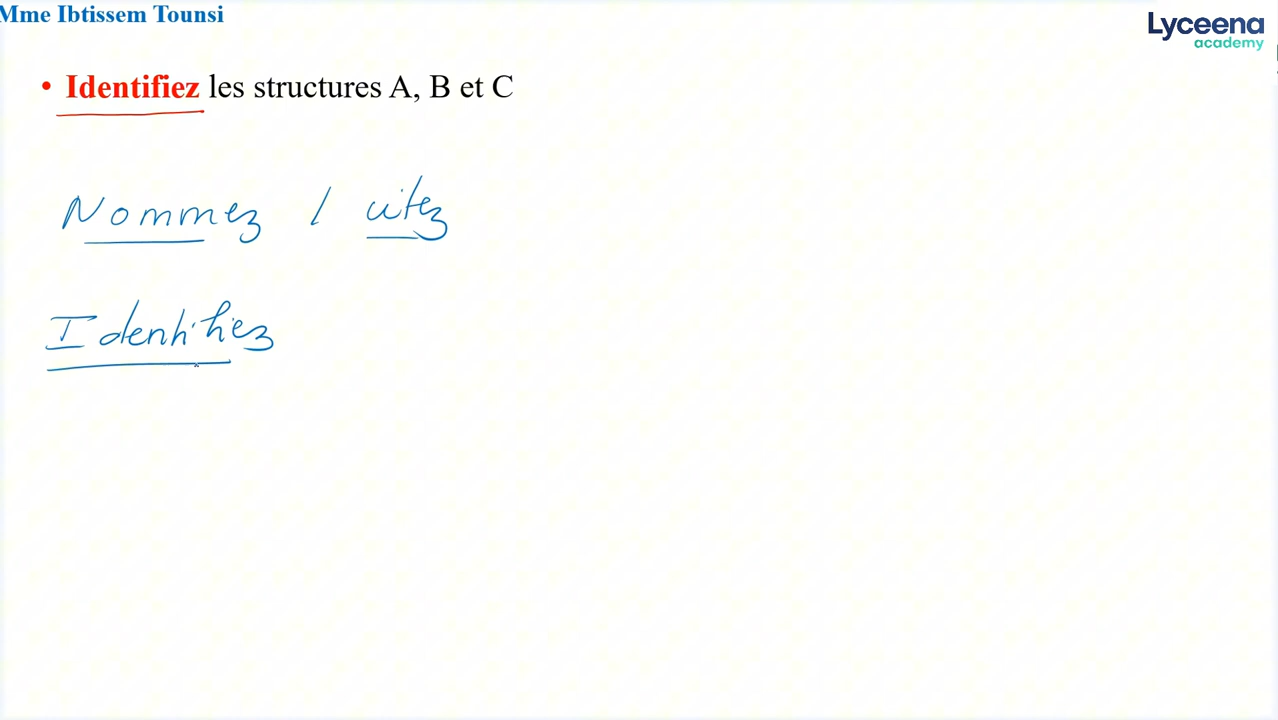 Mme Ibtissem Tounsi
Lyceena
academy
• Identifiez les structures A, B et C
Nommez / citez
Identifiez